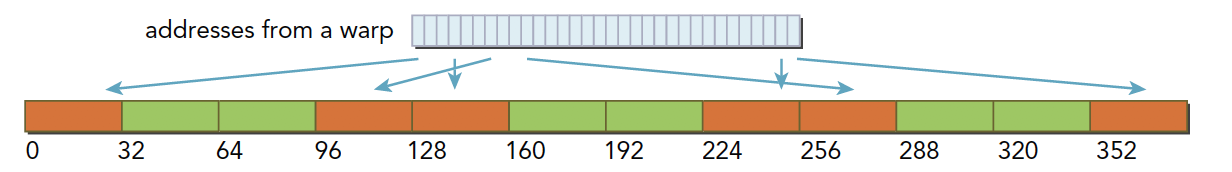 addresses from a warp
0 32 64 96 128 160 192 224 256 288 320 352